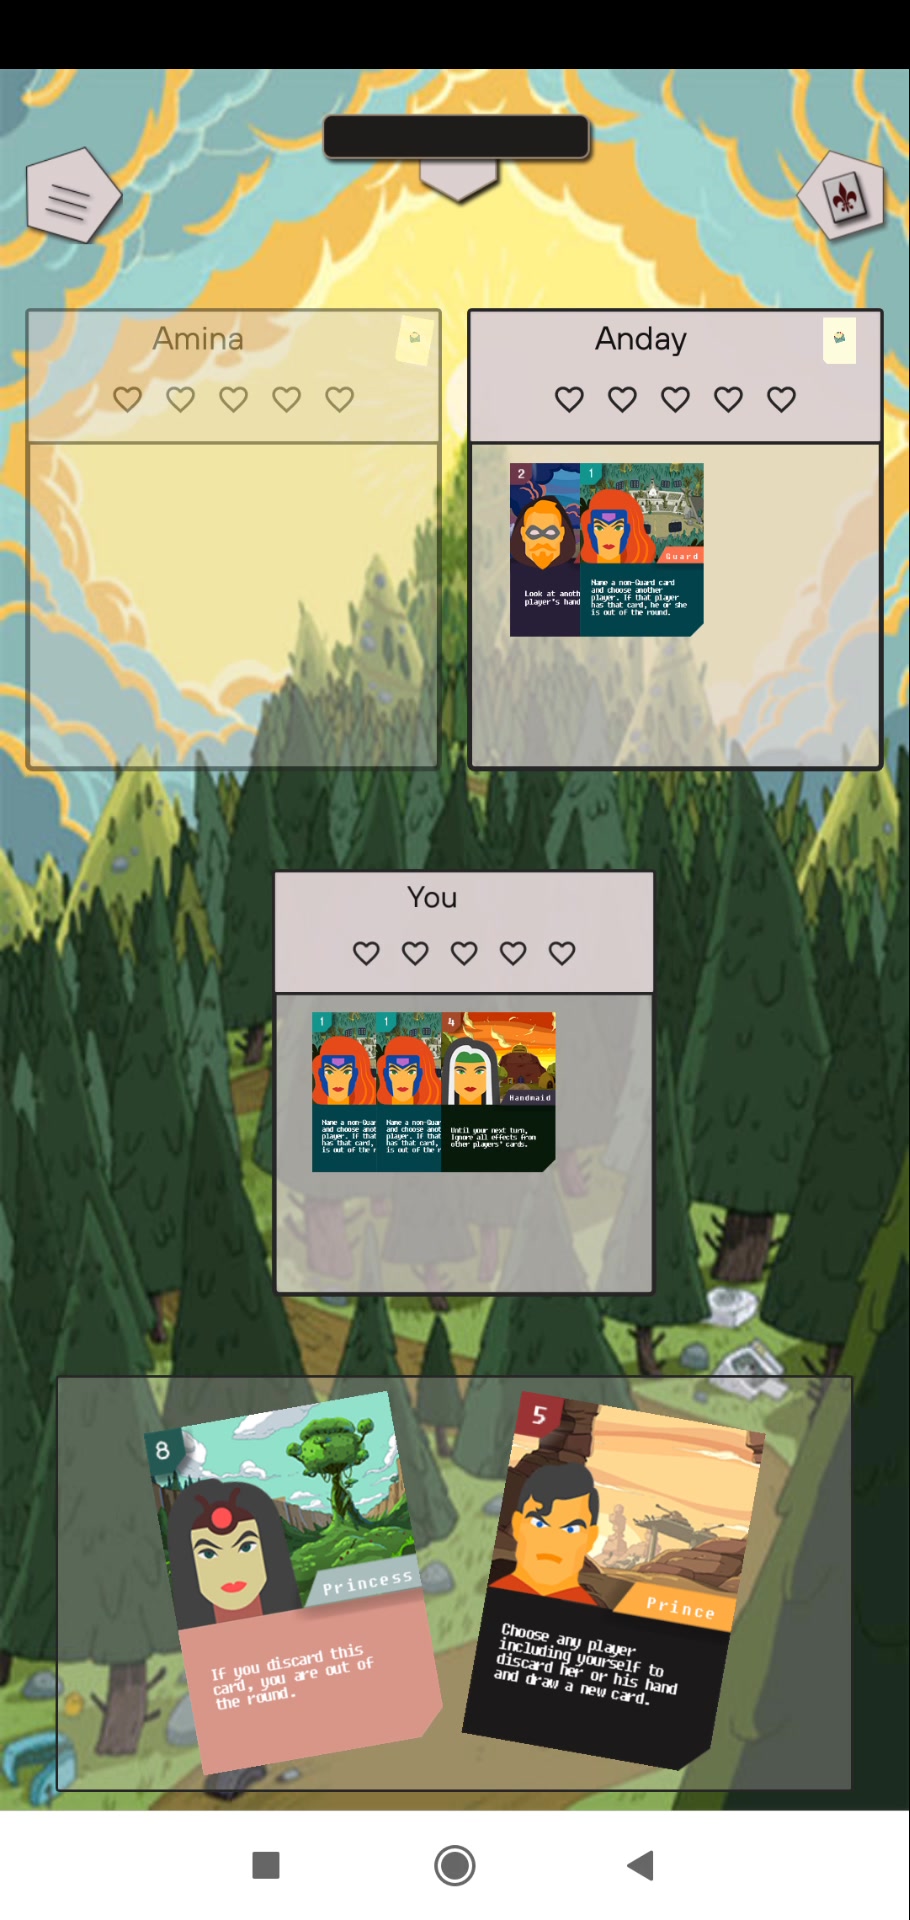 Amina
Anday
2
1
Guard
Look at anoth
player's hand
Name a non-Guard card
and choose another
player. If that player
has that card, he or she
is out of the round.
You
1
1
4
Handmaid
Name a non-Guar
and choose anot
player. If that
has that card,
is out of the r
Name a non-Guar
and choose anot
player. If that
has that card,
is out of the r
Until your next turn,
Ignore all effects from
other players' cards.
8
Princess
If you discard this
card, you are out of
the round.
5
Prince
Choose any player
including yourself to
discard her or his hand
and draw a new card.